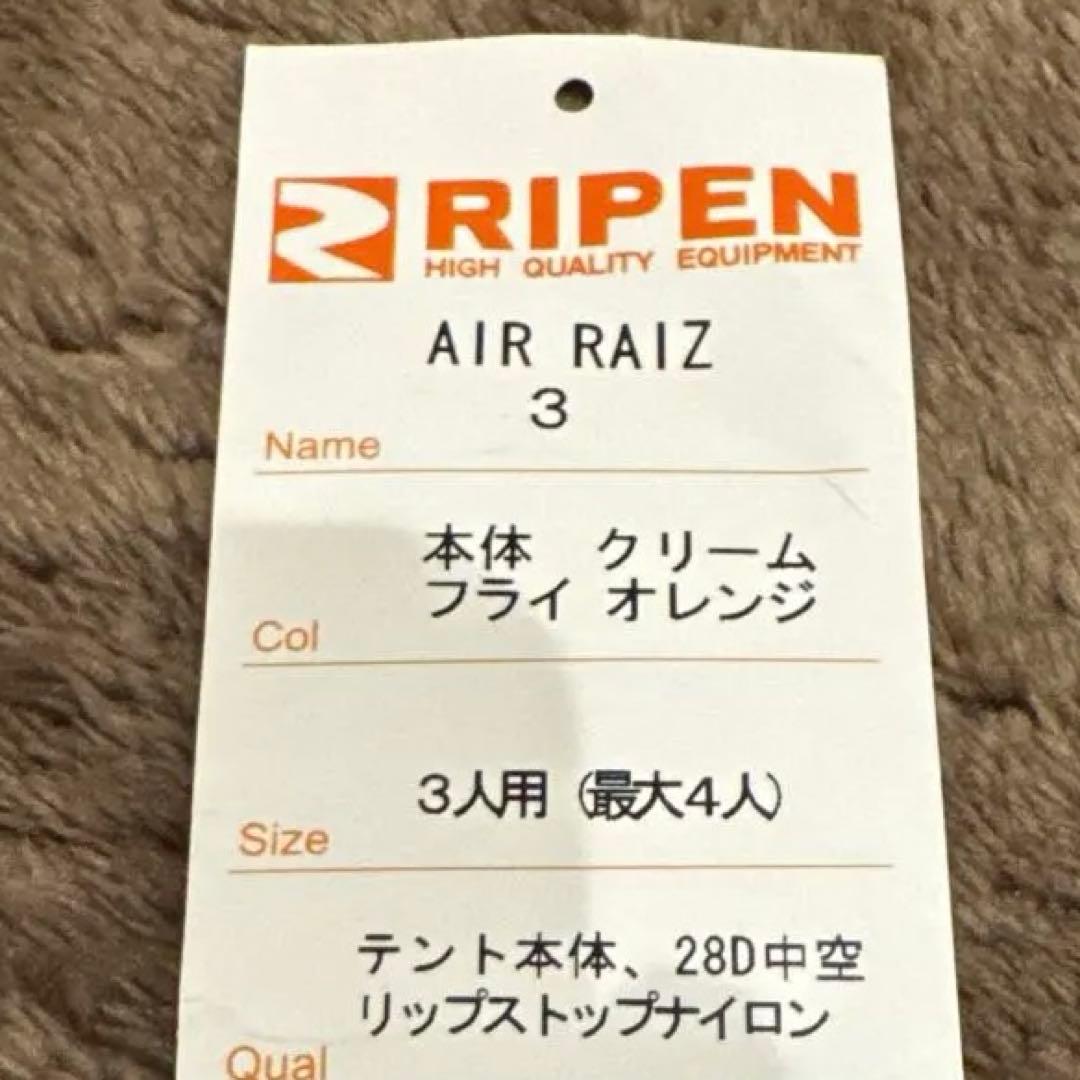 RIPEN
HIGH QUALITY EQUIPMENT
AIR RAIZ
3
Name
本体 クリーム
フライ オレンジ
Col
3人用(最大4人)
Size
テント本体、28D中空
リップストップナイロン
Qual